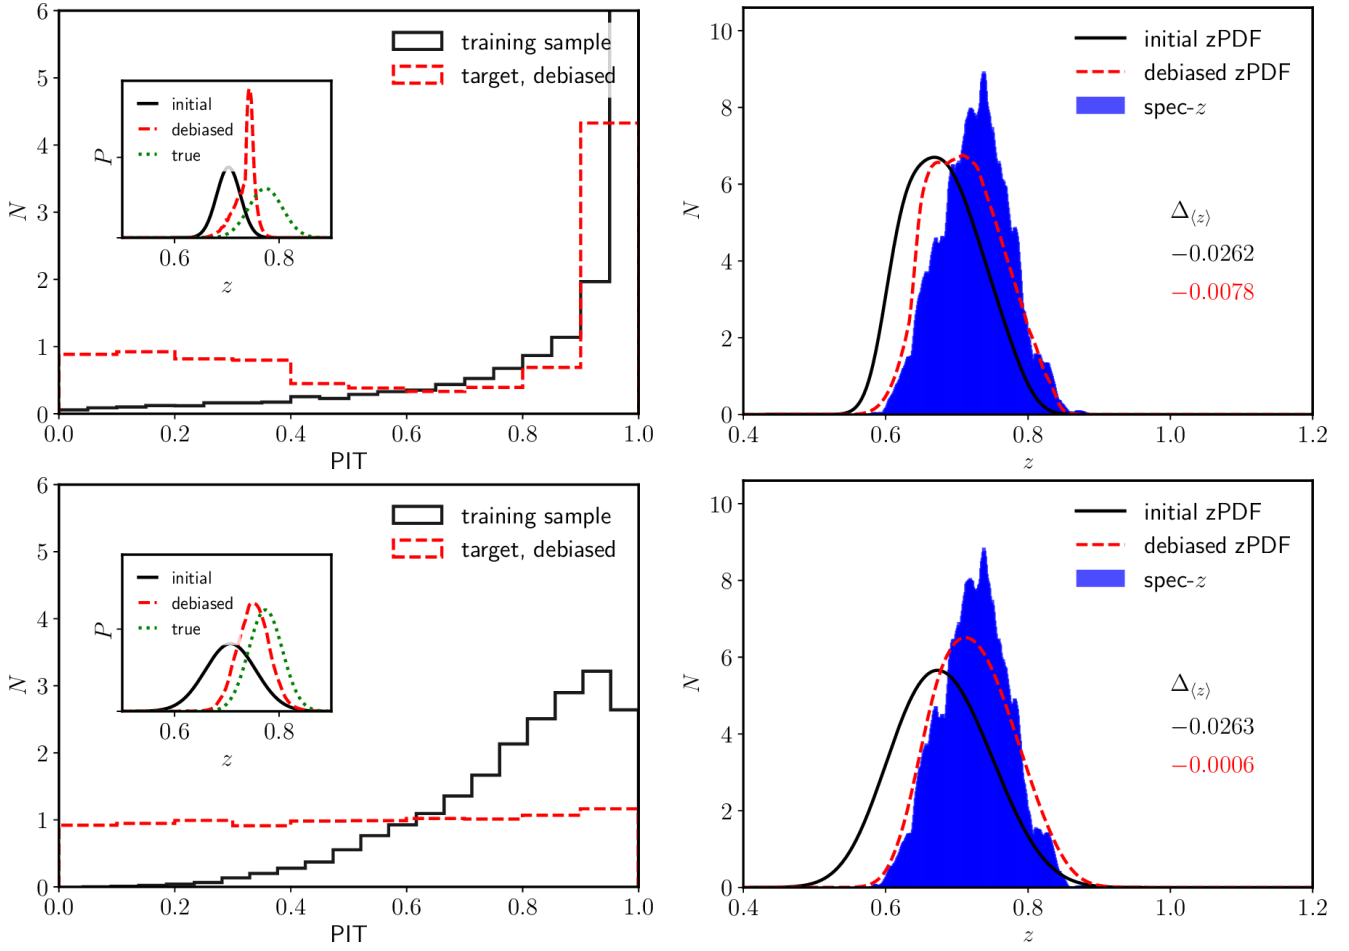 6
5
4
3
2
1
0
N
training sample
target, debiased
initial
debiased
true
P
0.6 0.8
z
0.0 0.2 0.4 0.6 0.8 1.0
PIT
10
8
6
4
2
0
N
initial zPDF
debiased zPDF
spec-z
Δ⟨z⟩
−0.0262
−0.0078
0.4 0.6 0.8 1.0 1.2
z
6
5
4
3
2
1
0
N
training sample
target, debiased
initial
debiased
true
P
0.6 0.8
z
0.0 0.2 0.4 0.6 0.8 1.0
PIT
10
8
6
4
2
0
N
initial zPDF
debiased zPDF
spec-z
Δ⟨z⟩
−0.0263
−0.0006
0.4 0.6 0.8 1.0 1.2
z